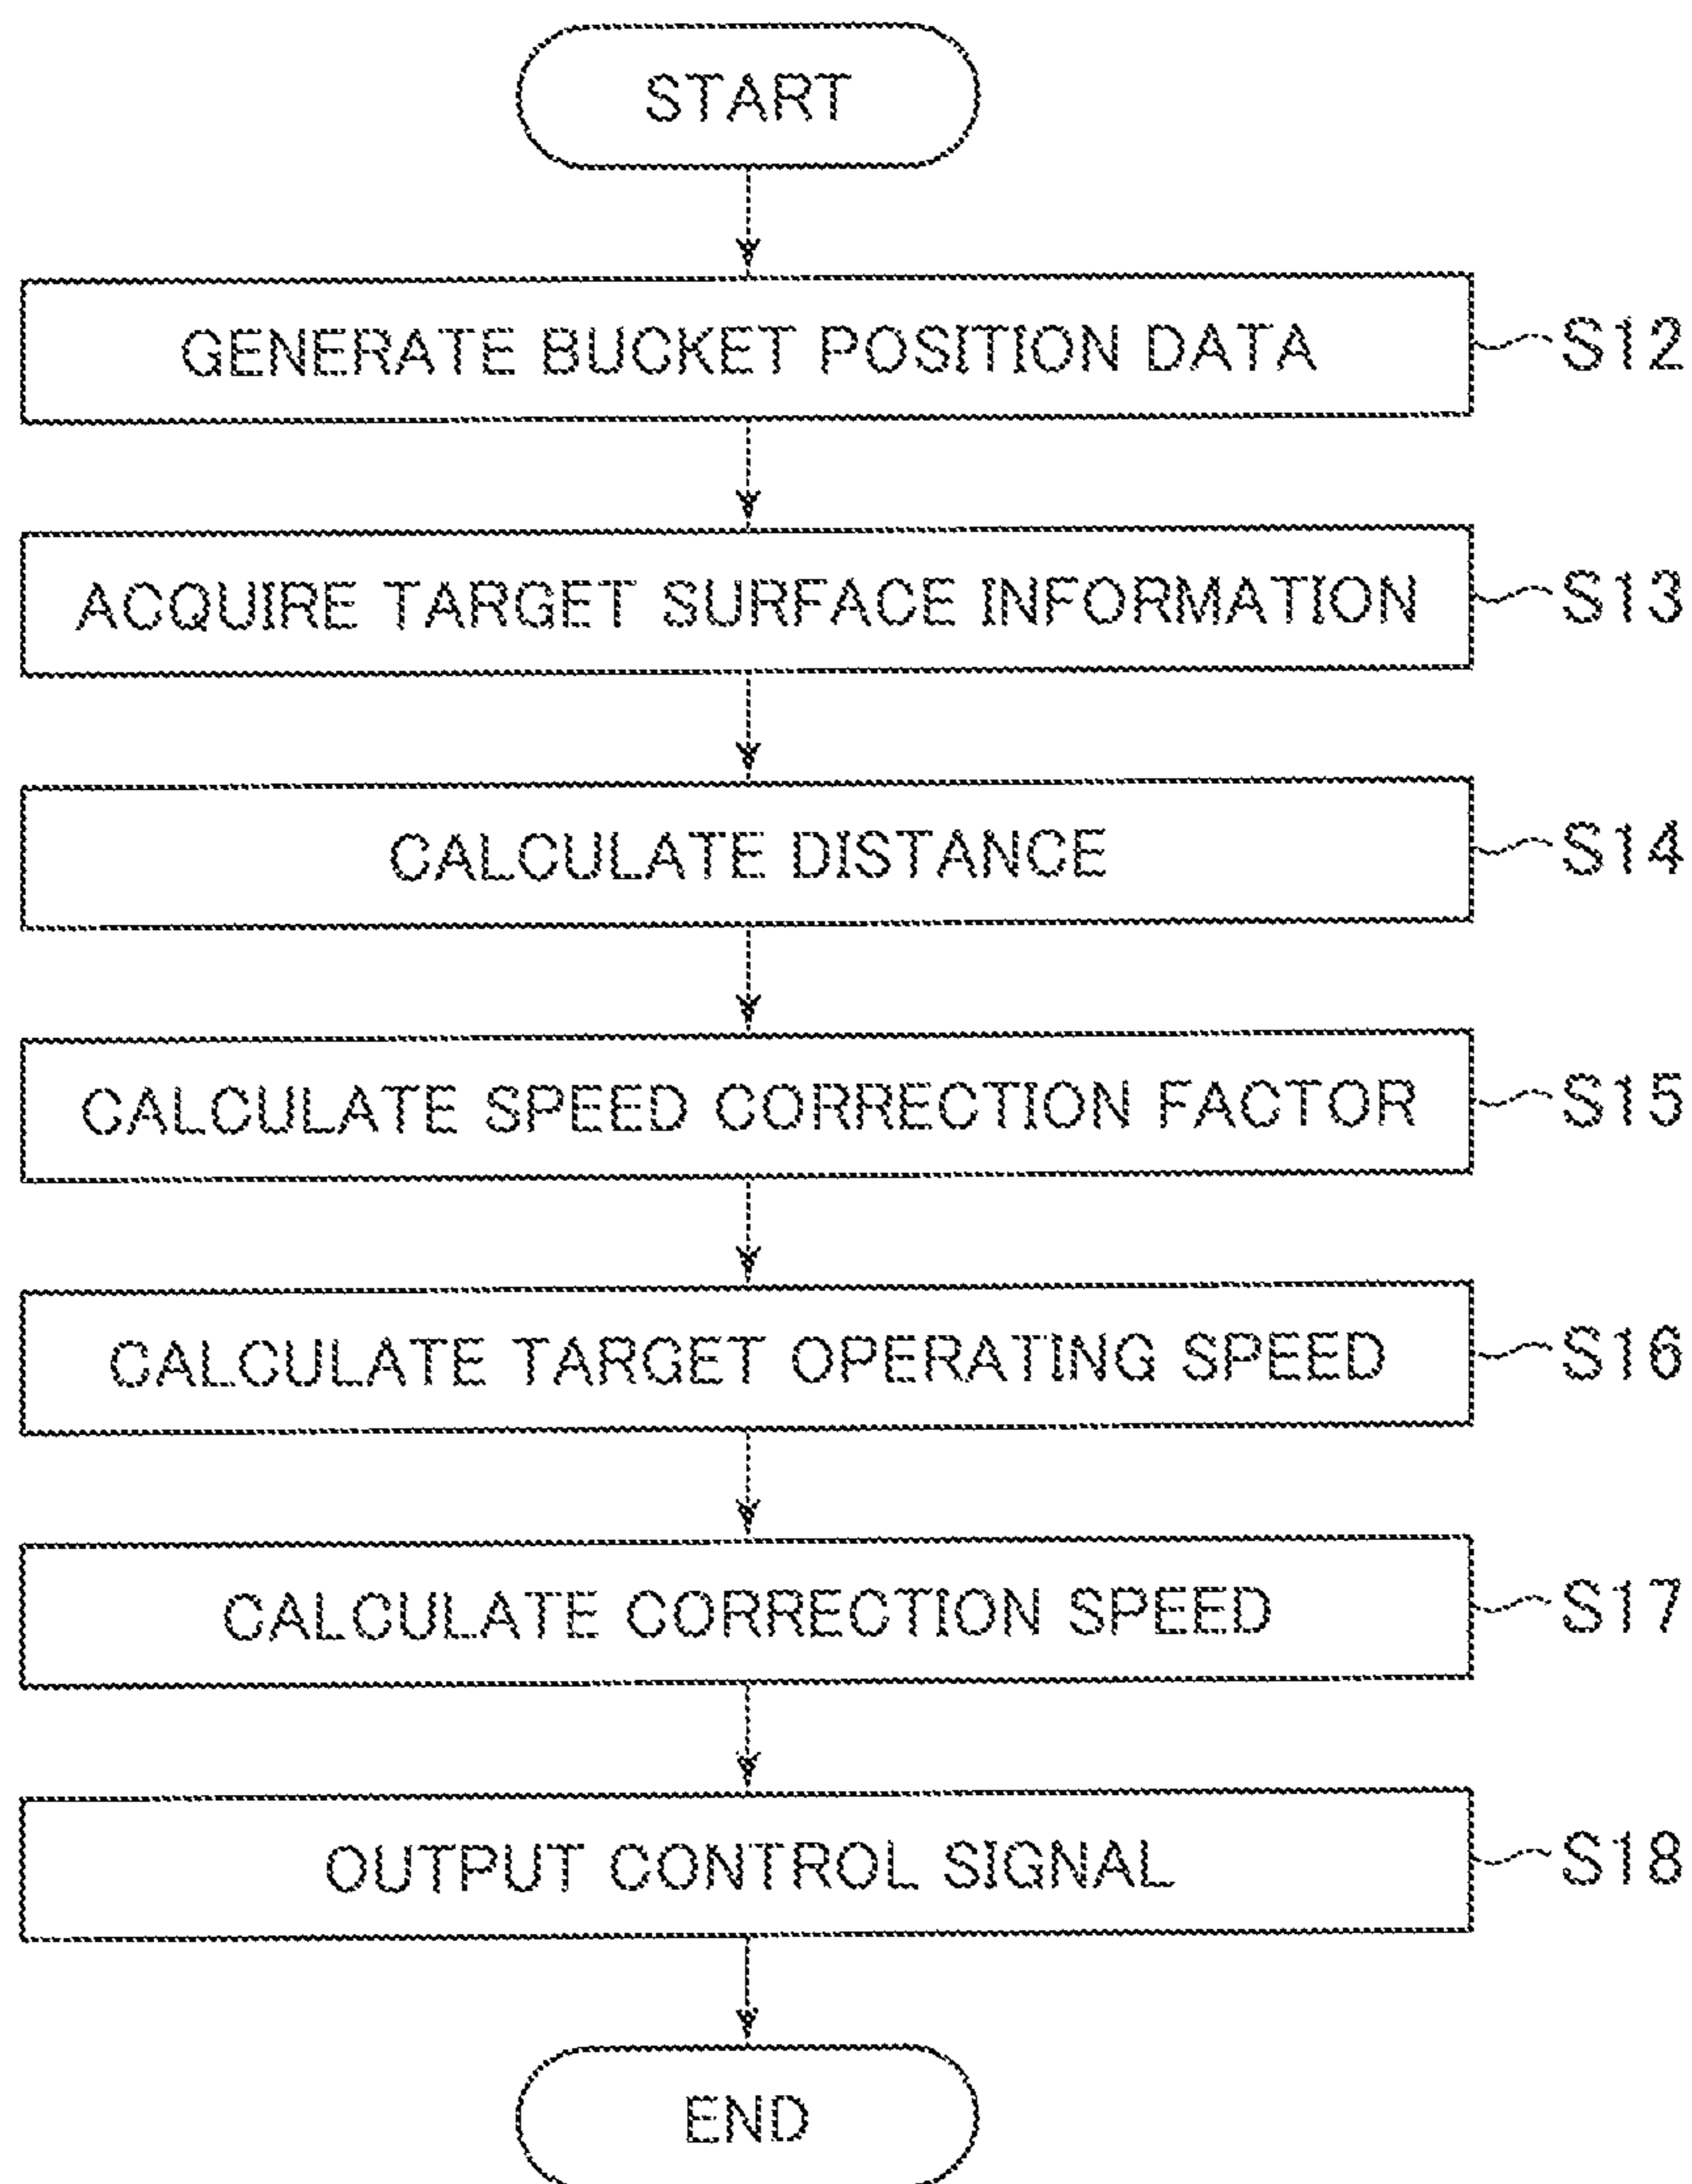 START
GENERATE BUCKET POSITION DATA S12
ACQUIRE TARGET SURFACE INFORMATION S13
CALCULATE DISTANCE S14
CALCULATE SPEED CORRECTION FACTOR S15
CALCULATE TARGET OPERATING SPEED S16
CALCULATE CORRECTION SPEED S17
OUTPUT CONTROL SIGNAL S18
END